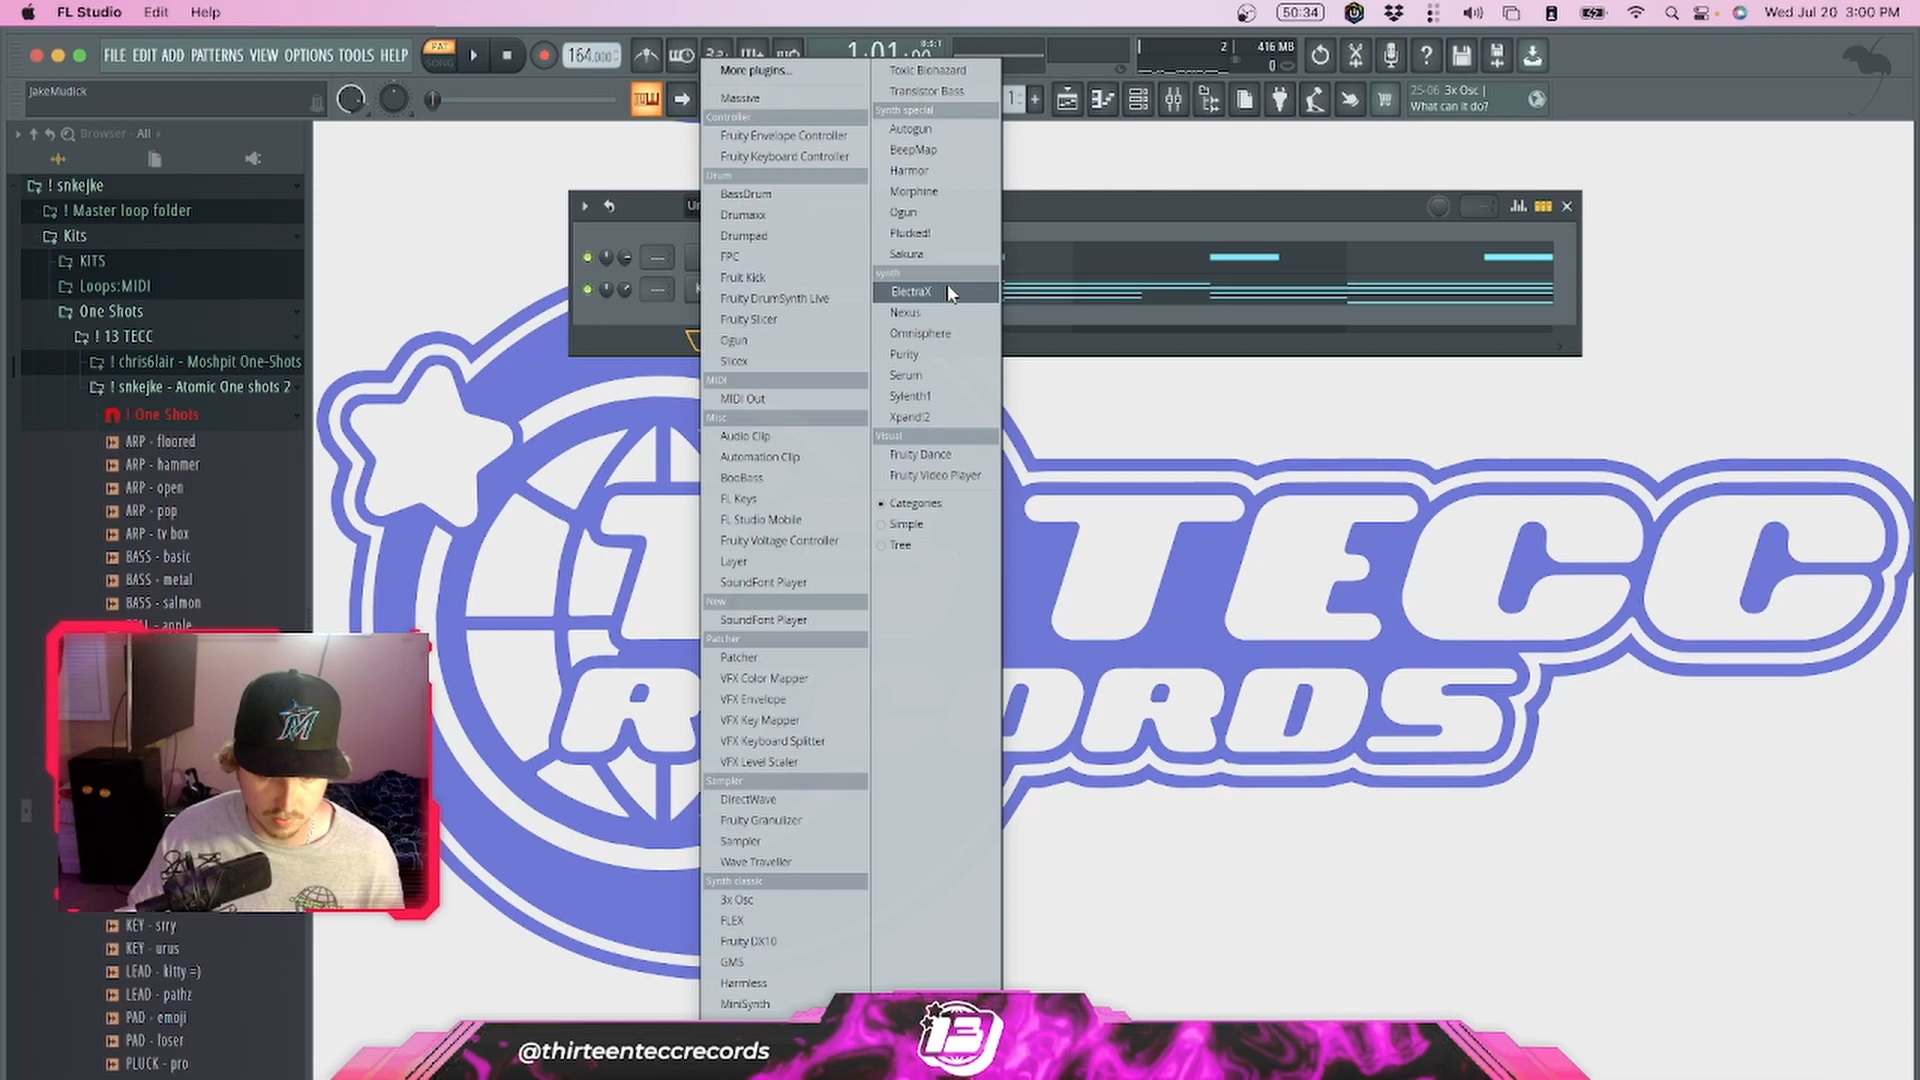 FL Studio Edit Help
50:34
Wed Jul 20 3:00 PM
FILE EDIT ADD PATTERNS VIEW OPTIONS TOOLS HELP
PAT
SONG
164.000
1:01
B:S:T
2
416 MB
0
JakeMudick
25-06 3x Osc |
What can it do?
Browser - All
! snkejke
! Master loop folder
Kits
KITS
Loops:MIDI
One Shots
! 13 TECC
! chris6lair - Moshpit One-Shots
! snkejke - Atomic One shots 2
! One Shots
ARP - floored
ARP - hammer
ARP - open
ARP - pop
ARP - tv box
BASS - basic
BASS - metal
BASS - salmon
KEY - srry
KEY - urus
LEAD - kitty =)
LEAD - pathz
PAD - emoji
PAD - loser
PLUCK - pro
More plugins...
Massive
Controller
Fruity Envelope Controller
Fruity Keyboard Controller
Drum
BassDrum
Drumaxx
Drumpad
FPC
Fruit Kick
Fruity DrumSynth Live
Fruity Slicer
Ogun
Slicex
MIDI
MIDI Out
Misc
Audio Clip
Automation Clip
BooBass
FL Keys
FL Studio Mobile
Fruity Voltage Controller
Layer
SoundFont Player
New
SoundFont Player
Patcher
Patcher
VFX Color Mapper
VFX Envelope
VFX Key Mapper
VFX Keyboard Splitter
VFX Level Scaler
Sampler
DirectWave
Fruity Granulizer
Sampler
Wave Traveller
Synth classic
3x Osc
FLEX
Fruity DX10
GMS
Harmless
MiniSynth
Toxic Biohazard
Transistor Bass
Synth special
Autogun
BeepMap
Harmor
Morphine
Ogun
Plucked!
Sakura
synth
ElectraX
Nexus
Omnisphere
Purity
Serum
Sylenth1
Xpand!2
Visual
Fruity Dance
Fruity Video Player
Categories
Simple
Tree
TECC
@thirteenteccrecords
13